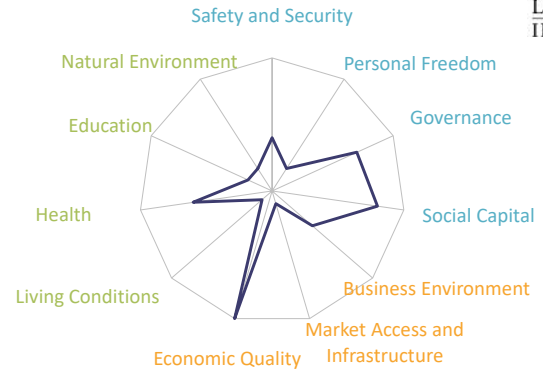 Safety and Security
Natural Environment
Personal Freedom
Education
Governance
Health
Social Capital
Living Conditions
Business Environment
Market Access and
Infrastructure
Economic Quality